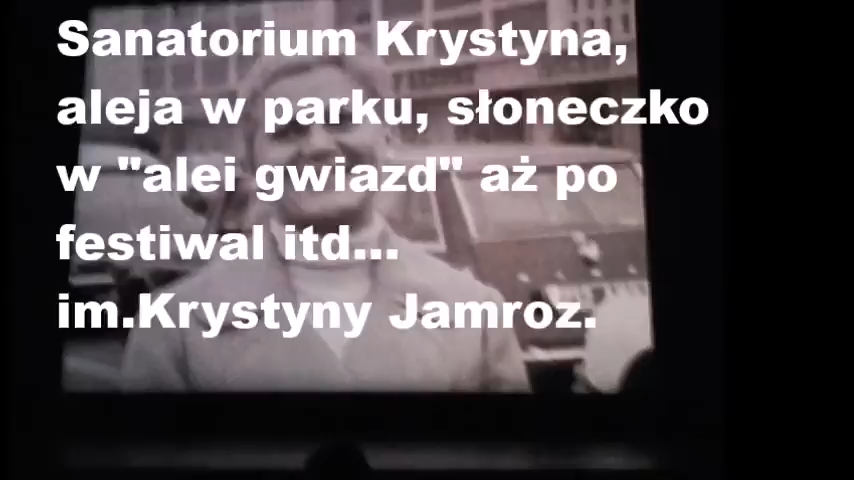 Sanatorium Krystyna,
aleja w parku, słoneczko
w "alei gwiazd" aż po
festiwal itd...
im.Krystyny Jamroz.